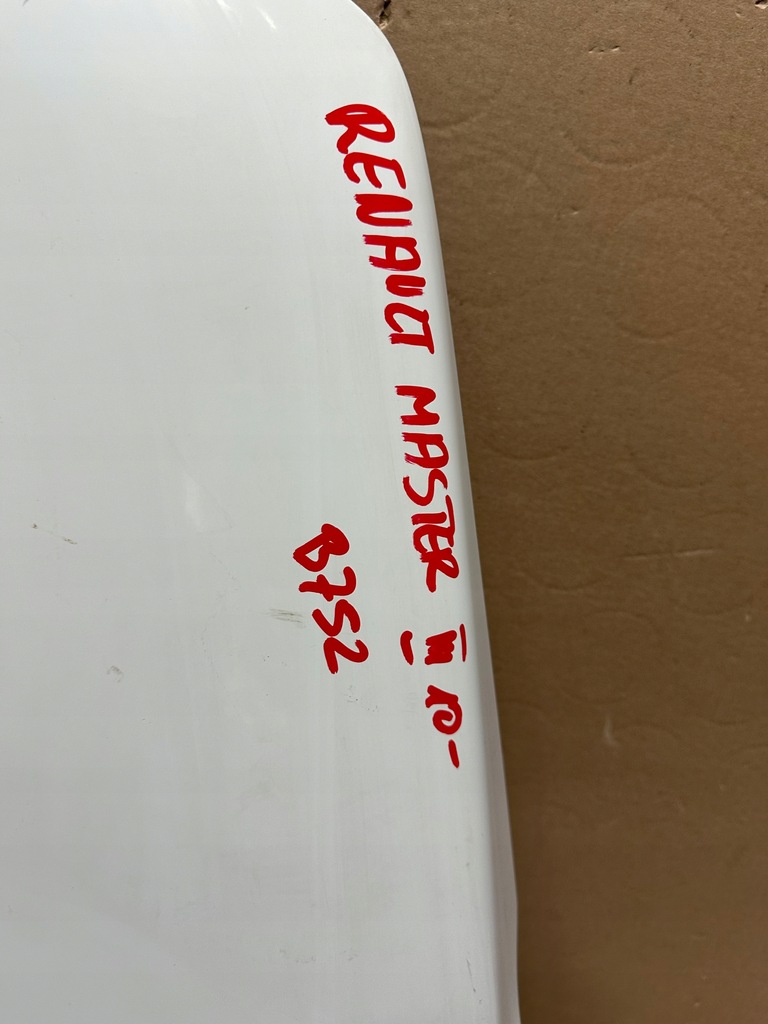 RENAULT MASTER III 10-
B752